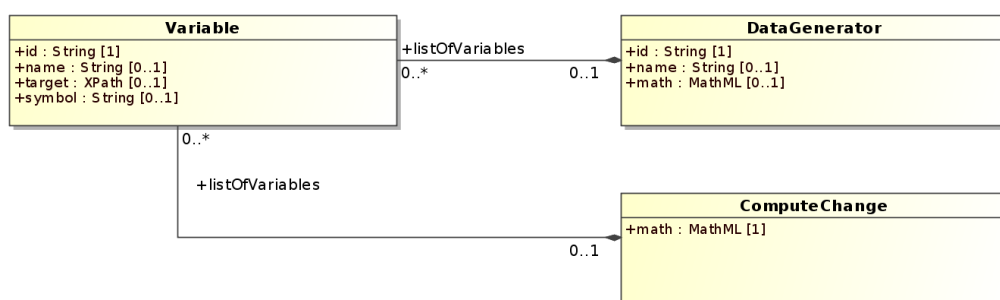 Variable
+id : String [1]
+name : String [0..1]
+target : XPath [0..1]
+symbol : String [0..1]
+listOfVariables
0..*
0..1
DataGenerator
+id : String [1]
+name : String [0..1]
+math : MathML [0..1]
0..*
+listOfVariables
0..1
ComputeChange
+math : MathML [1]